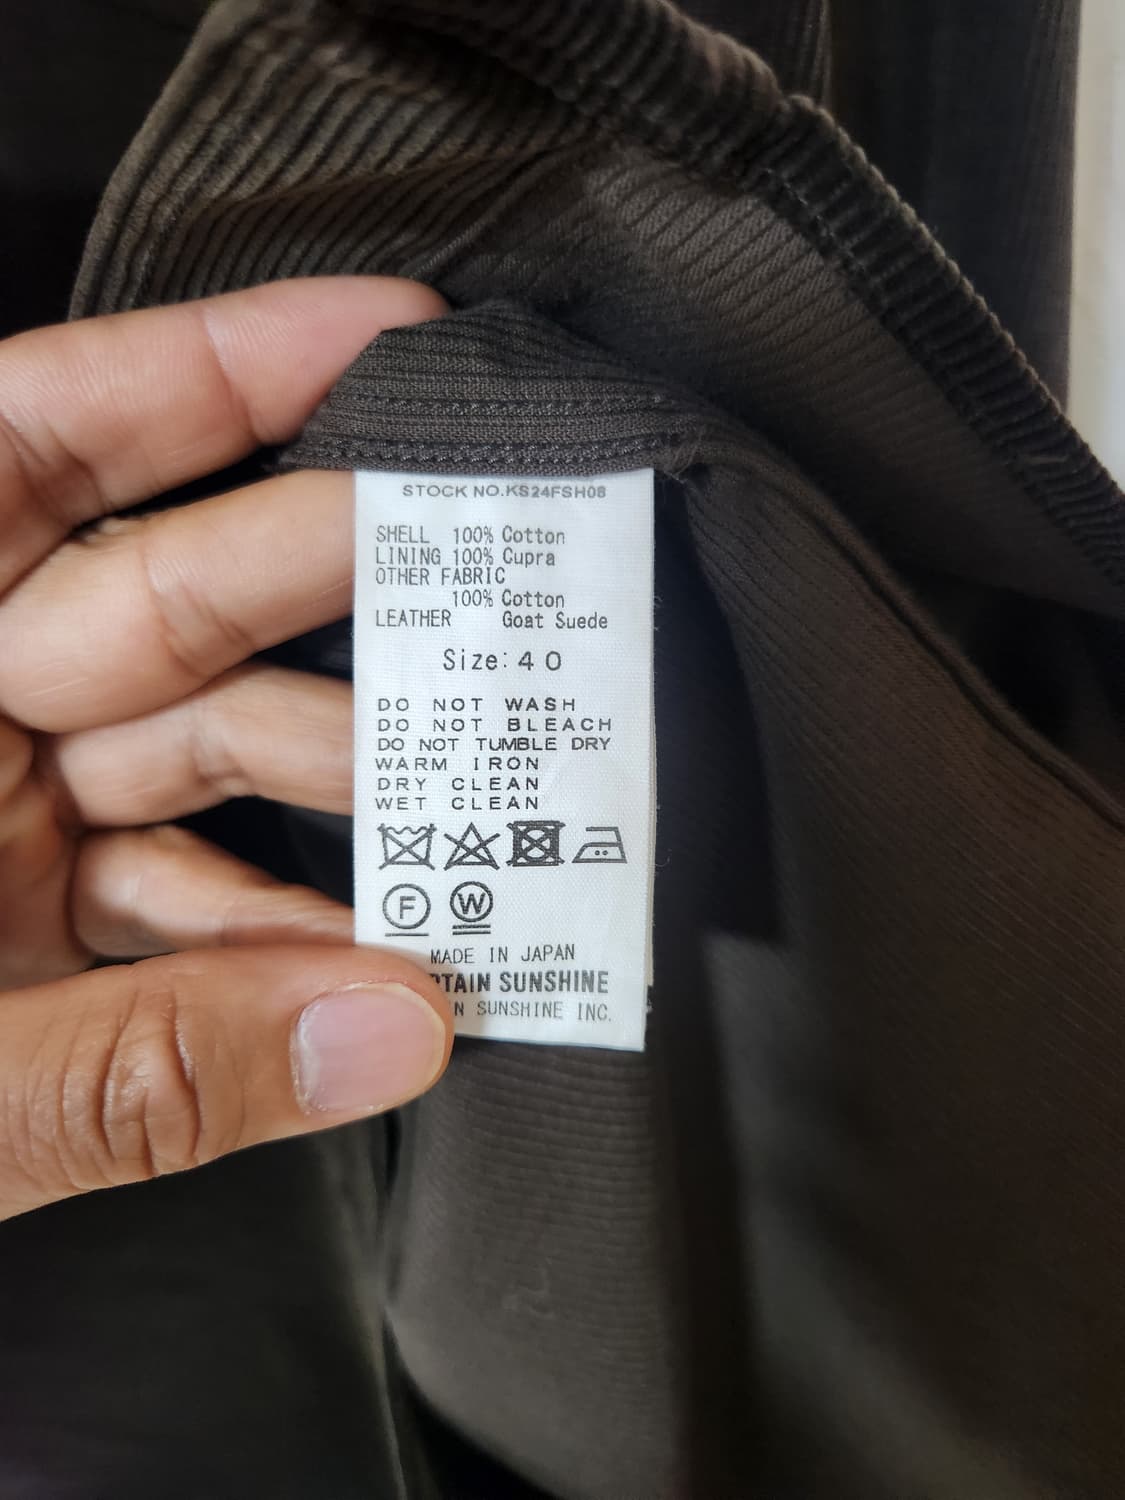 STOCK NO.KS24FSH08
SHELL 100% Cotton
LINING 100% Cupra
OTHER FABRIC
100% Cotton
LEATHER Goat Suede
Size: 40
DO NOT WASH
DO NOT BLEACH
DO NOT TUMBLE DRY
WARM IRON
DRY CLEAN
WET CLEAN
F W
MADE IN JAPAN
SUNSHINE
SUNSHINE INC.